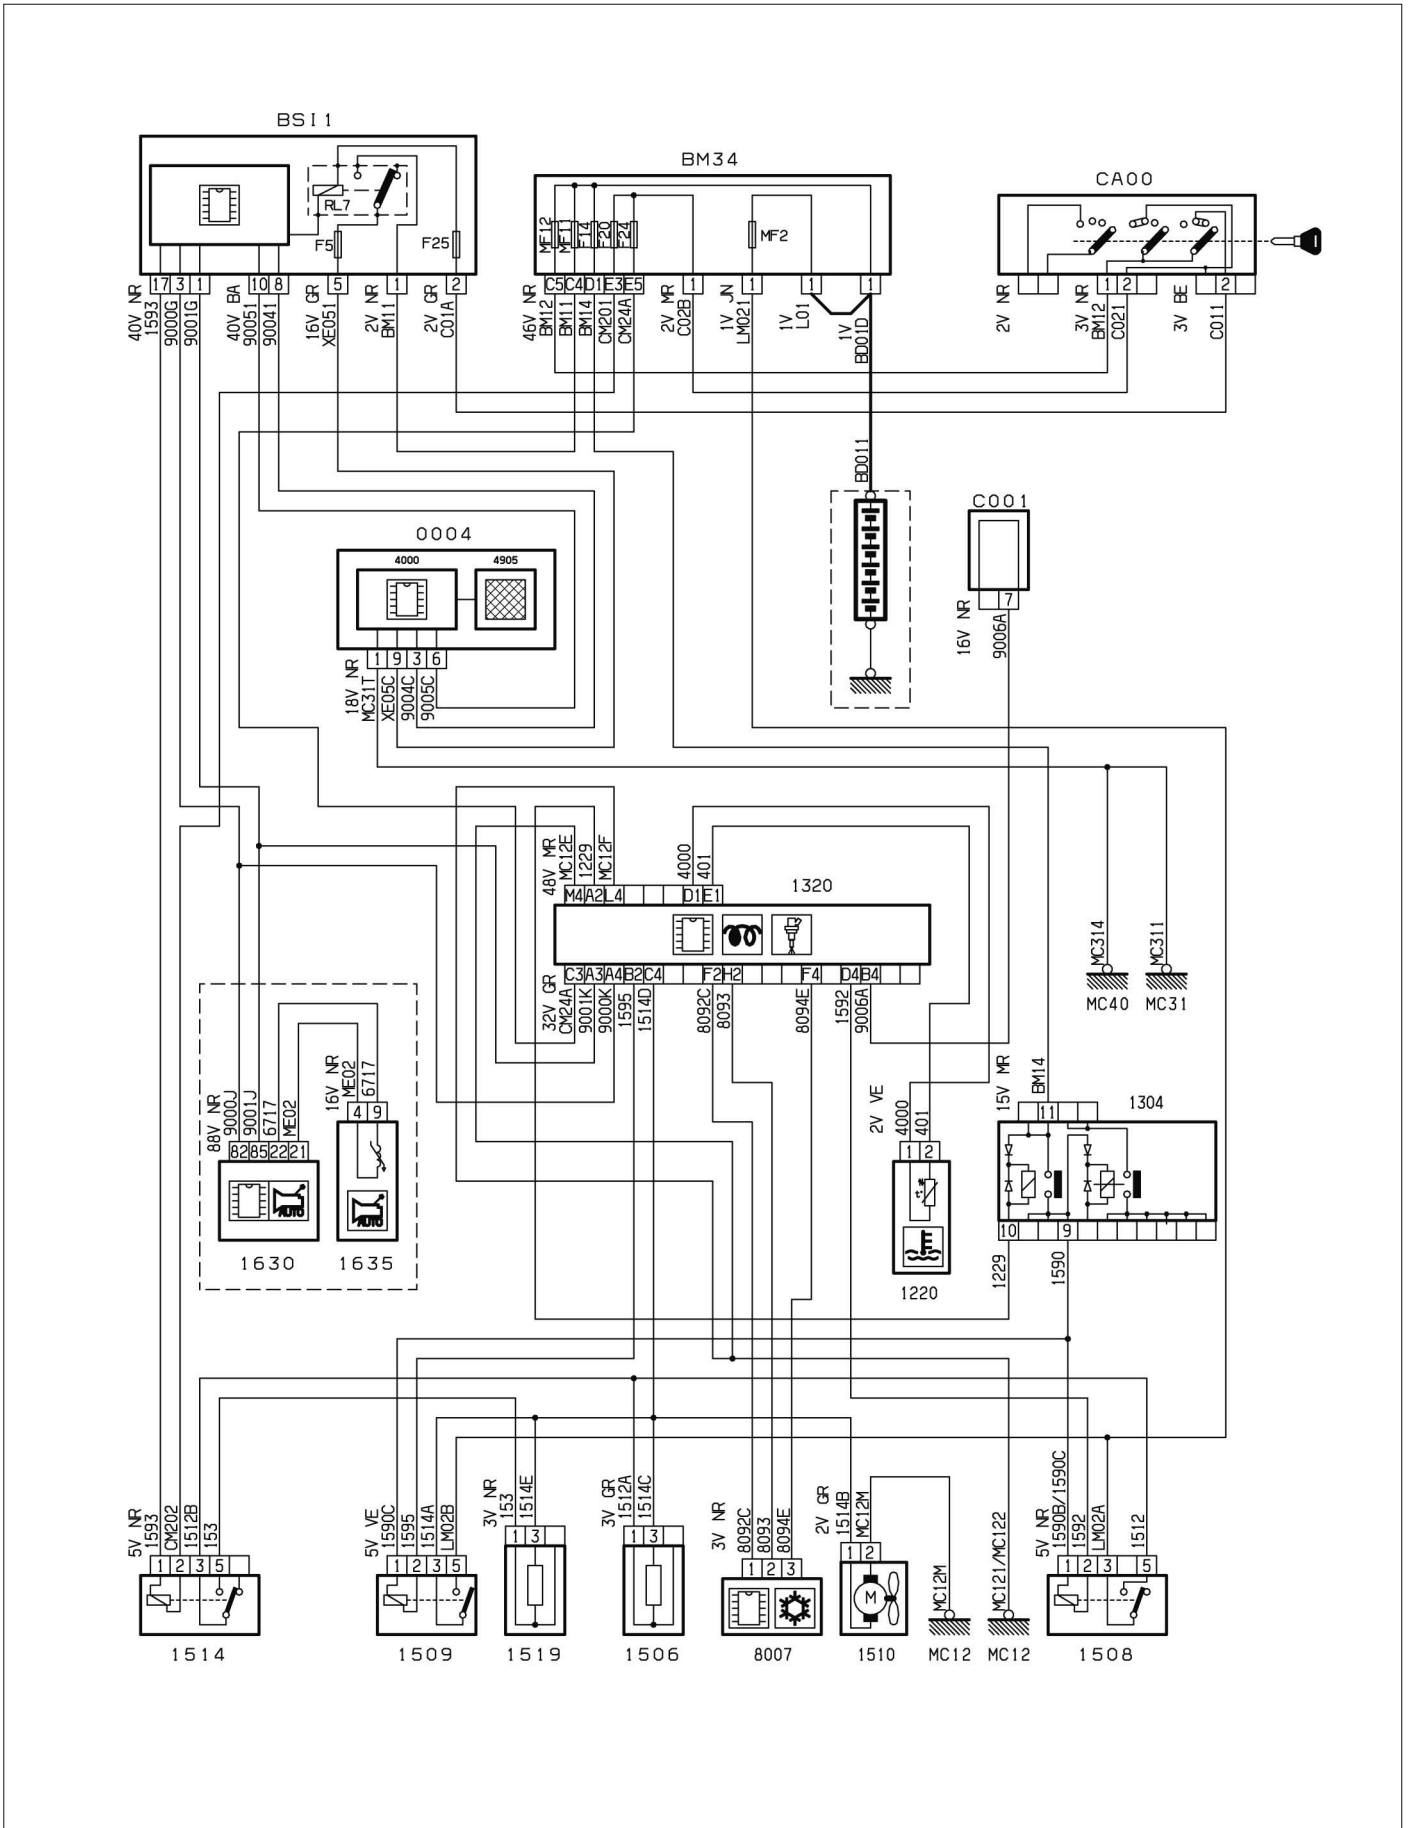 BSI1
BM34
CA00
RL7
F5
F25
MF12
MF11
F14
F20
F24
MF2
17 3 1 10 8 5 1 2
C5 C4 D1 E3 E5 1 1 1 1
1 2 2
40V NR
1593
9000G
9001G
40V BA
90051
90041
16V GR
XE051
2V NR
BM11
2V GR
C01A
46V NR
BM12
BM11
BM14
CM201
CM24A
2V MR
C02B
1V JN
LM021
1V
L01
1V
BD01D
2V NR
3V NR
BM12
C021
3V BE
C011
BD011
C001
7
16V NR
9006A
0004
4000
4905
1 9 3 6
18V NR
MC31T
XE05C
9004C
9005C
48V MR
MC12E
1229
MC12F
4000
401
1320
M4 A2 L4 D1 E1
C3 A3 A4 B2 C4 F2 H2 F4 D4 B4
32V GR
CM24A
9001K
9000K
1595
1514D
8092C
8093
8094E
1592
9006A
MC314
MC311
MC40
MC31
88V NR
9000J
9001J
6717
ME02
16V NR
ME02
6717
4 9
82 85 22 21
AUTO
AUTO
1630
1635
2V VE
4000
401
1 2
t°
1220
15V MR
BM14
11
1304
10 9
1229
1590
5V NR
1593
CM202
1512B
153
1 2 3 5
1514
5V VE
1590C
1595
1514A
LM02B
1 2 3 5
1509
3V NR
153
1514E
1 3
1519
3V GR
1512A
1514C
1 3
1506
3V NR
8092C
8093
8094E
1 2 3
8007
2V GR
1514B
MC12M
1 2
M
1510
MC12M
MC12
MC121/MC122
MC12
5V NR
1590B/1590C
1592
LM02A
1512
1 2 3 5
1508